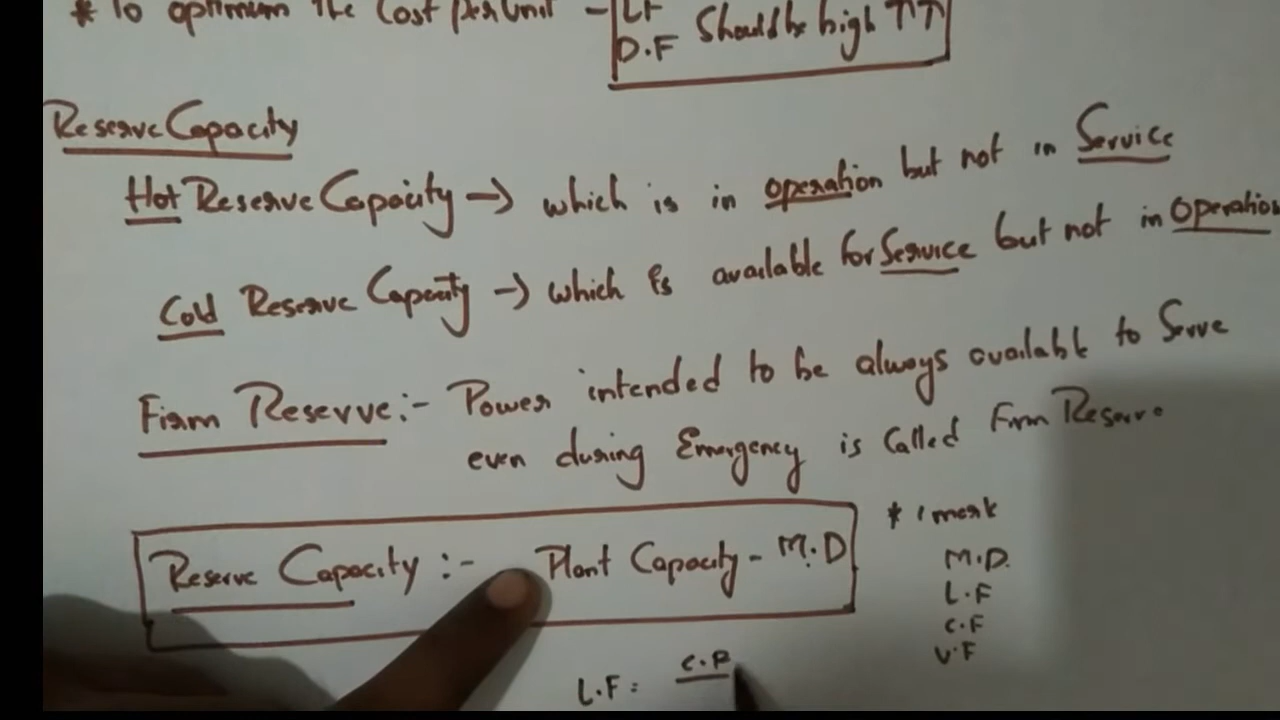 * To optimum the Cost per unit - LF
D.F Should be high ↑↑
Reserve Capacity
Hot Reserve Capacity → which is in operation but not in Service
Cold Reserve Capacity → which is available for Service but not in Operation
Firm Reserve:- Power intended to be always available to Serve
even during Emergency is Called Firm Reserve
Reserve Capacity :- Plant Capacity - M.D
* 1 mark
M.D.
L.F
C.F
U.F
L.F = C.P